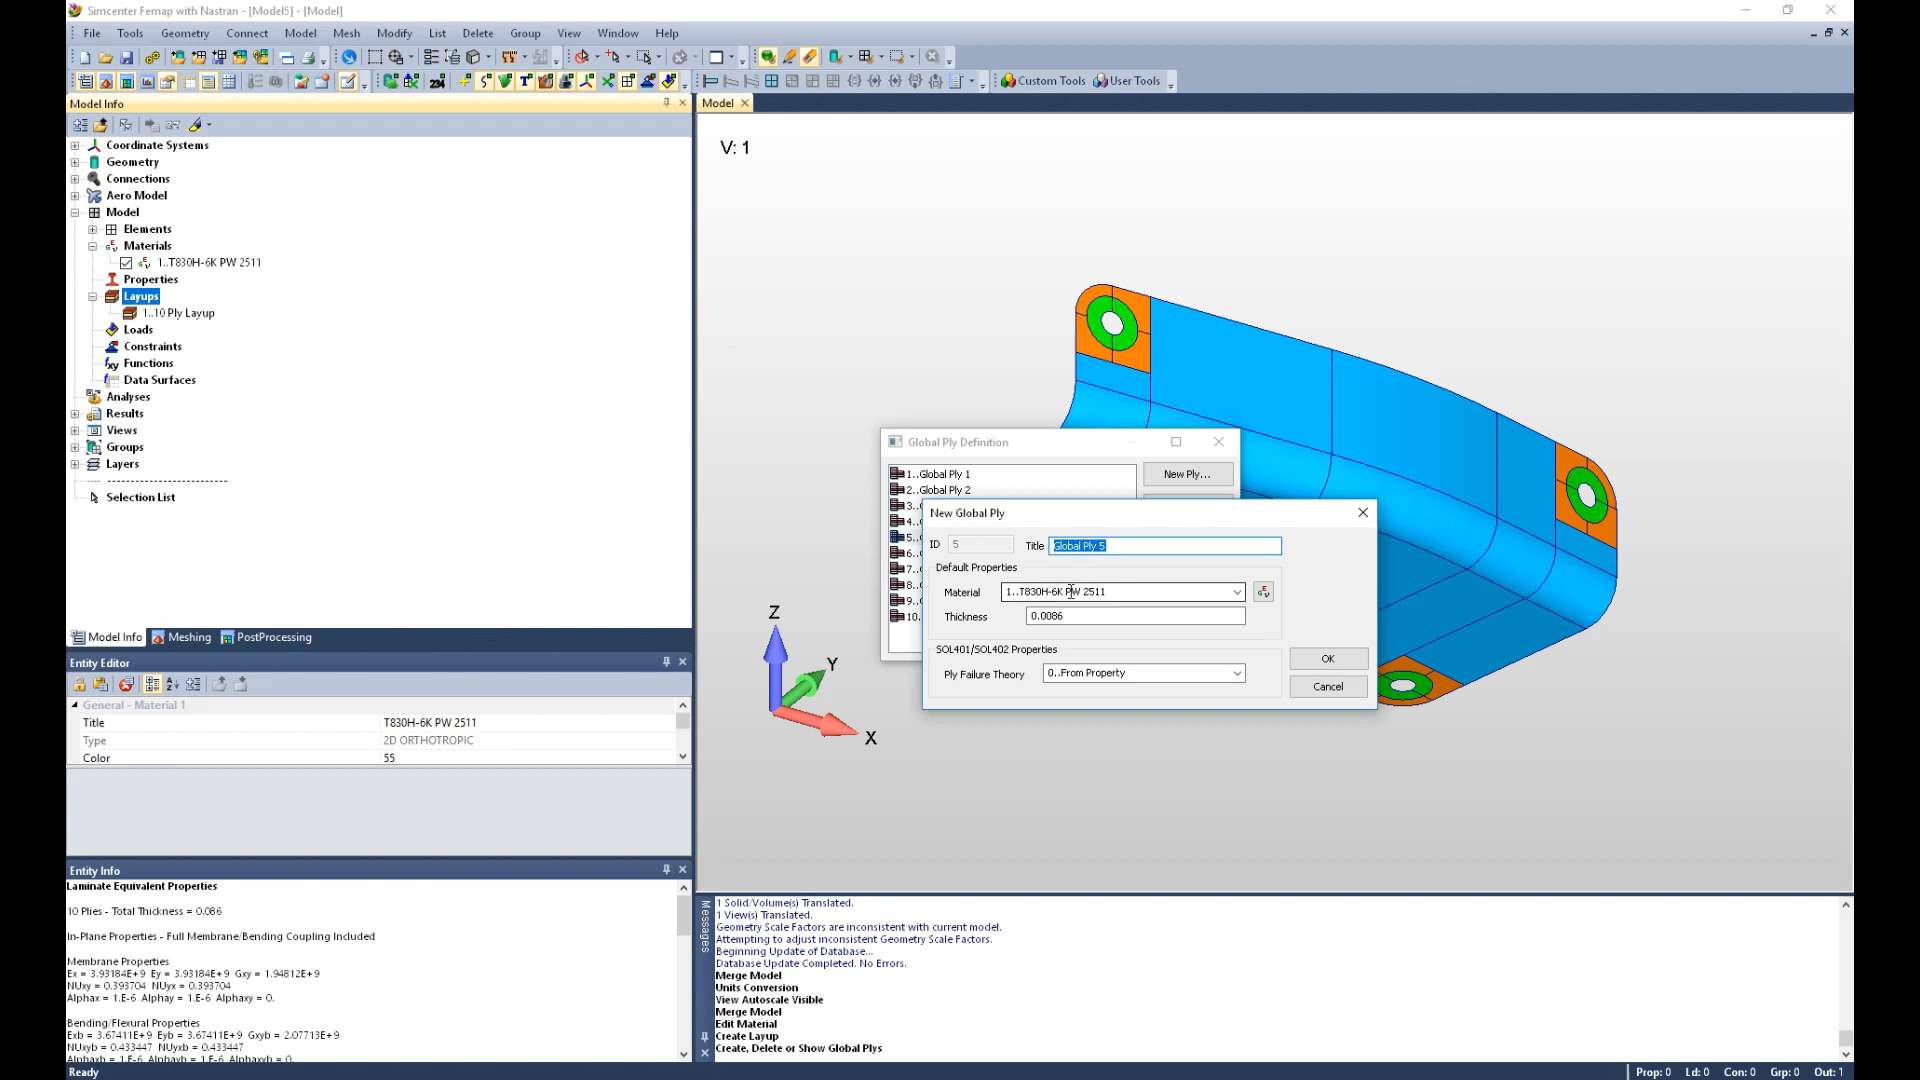 Simcenter Femap with Nastran - [Model5] - [Model]
File Tools Geometry Connect Model Mesh Modify List Delete Group View Window Help
Custom Tools User Tools
Model Info
Coordinate Systems
Geometry
Connections
Aero Model
Model
Elements
Materials
1..T830H-6K PW 2511
Properties
Layups
1..10 Ply Layup
Loads
Constraints
Functions
Data Surfaces
Analyses
Results
Views
Groups
Layers
Selection List
Model Info Meshing PostProcessing
Entity Editor
General - Material 1
Title T830H-6K PW 2511
Type 2D ORTHOTROPIC
Color 55
Entity Info
Laminate Equivalent Properties
10 Plies - Total Thickness = 0.086
In-Plane Properties - Full Membrane/Bending Coupling Included
Membrane Properties
Ex = 3.93184E+9 Ey = 3.93184E+9 Gxy = 1.94812E+9
NUxy = 0.393704 NUyx = 0.393704
Alphax = 1.E-6 Alphay = 1.E-6 Alphaxy = 0.
Bending/Flexural Properties
Exb = 3.67411E+9 Eyb = 3.67411E+9 Gxyb = 2.07713E+9
NUxyb = 0.433447 NUyxb = 0.433447
Alphaxb = 1.E-6 Alphayb = 1.E-6 Alphaxyb = 0.
Model
V: 1
Z
Y
X
Global Ply Definition
1..Global Ply 1
2..Global Ply 2
3..
4..
5..
6..
7..
8..
9..
10.
New Ply...
New Global Ply
ID 5 Title Global Ply 5
Default Properties
Material 1..T830H-6K PW 2511
Thickness 0.0086
SOL401/SOL402 Properties
Ply Failure Theory 0..From Property
OK
Cancel
Messages
1 Solid/Volume(s) Translated.
1 View(s) Translated.
Geometry Scale Factors are inconsistent with current model.
Attempting to adjust inconsistent Geometry Scale Factors.
Beginning Update of Database...
Database Update Completed. No Errors.
Merge Model
Units Conversion
View Autoscale Visible
Merge Model
Edit Material
Create Layup
Create, Delete or Show Global Plys
Ready
Prop: 0 Ld: 0 Con: 0 Grp: 0 Out: 1